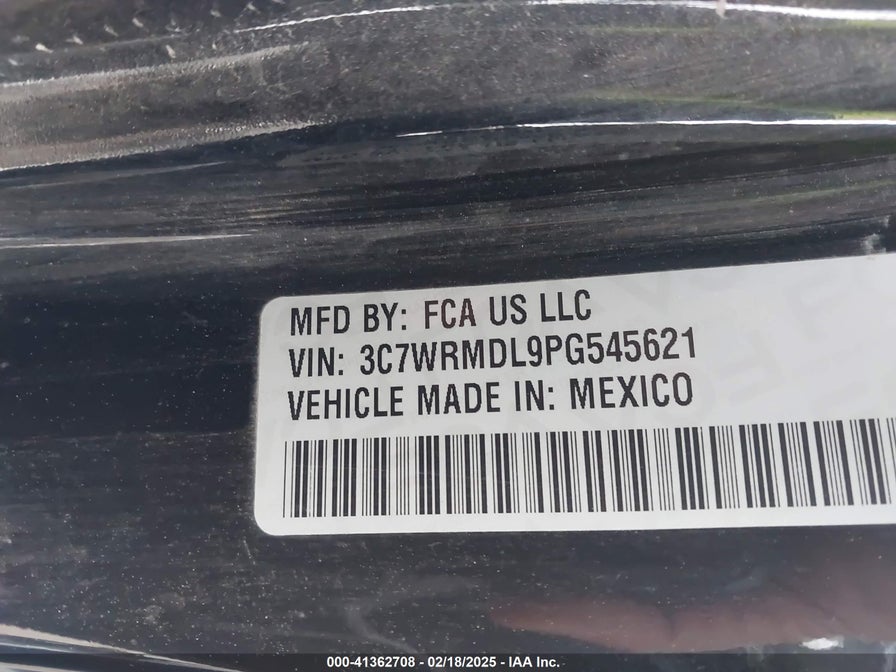 MFD BY: FCA US LLC
VIN: 3C7WRMDL9PG545621
VEHICLE MADE IN: MEXICO
000-41362708 - 02/18/2025 - IAA Inc.